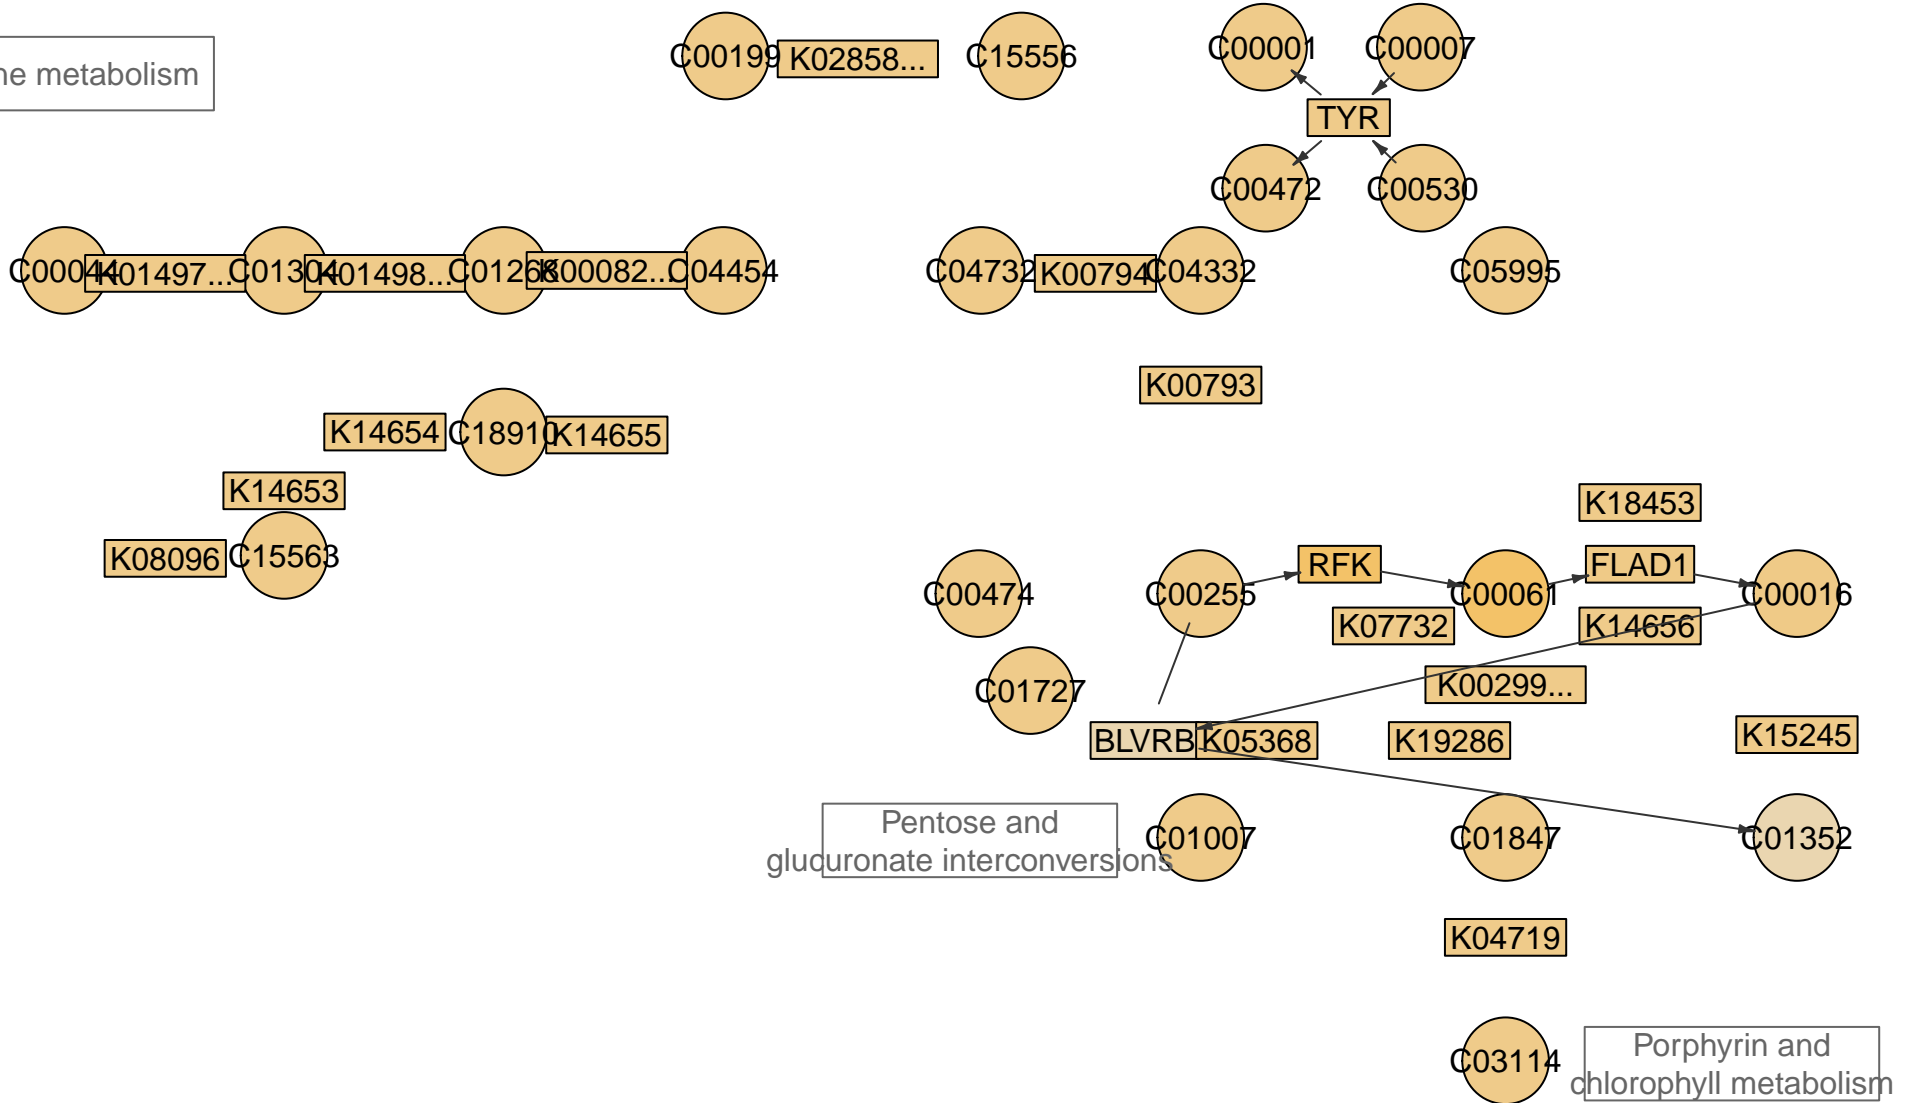 ne metabolism
C00199
K02858...
C15556
C00001
C00007
TYR
C00472
C00530
C00044
K01497...
C01304
K01498...
C01268
K00082...
C04454
C04732
K00794
C04332
C05995
K00793
K14654
C18910
K14655
K14653
K08096
C15563
K18453
C00474
C00255
RFK
C00061
FLAD1
C00016
K07732
K14656
C01727
K00299...
BLVRB
K05368
K19286
K15245
Pentose and
glucuronate interconversions
C01007
C01847
C01352
K04719
C03114
Porphyrin and
chlorophyll metabolism